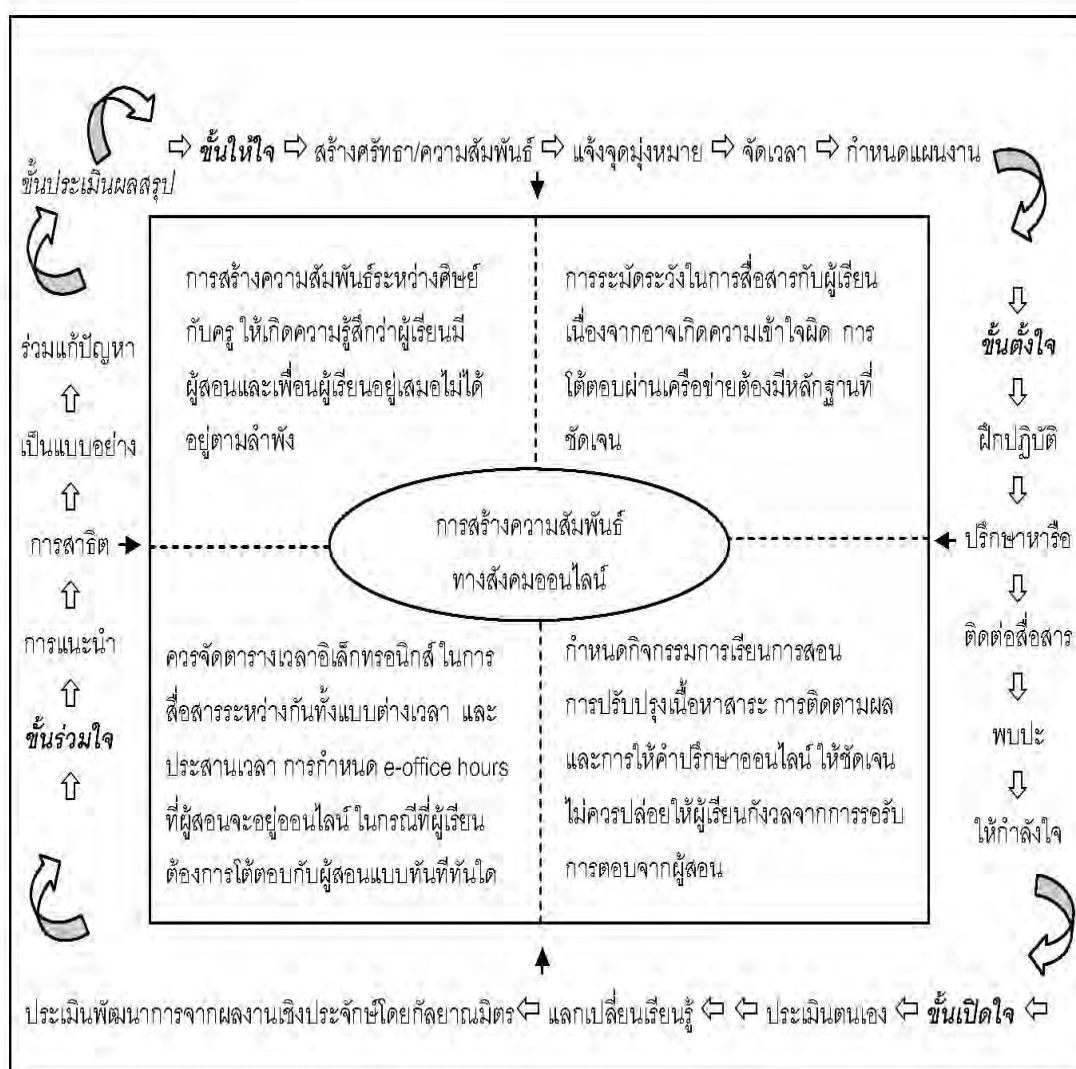 ⇨ ขั้นให้ใจ ⇨ สร้างศรัทธา/ความสัมพันธ์ ⇨ แจ้งจุดมุ่งหมาย ⇨ จัดเวลา ⇨ กำหนดแผนงาน
ขั้นประเมินผลสรุป
การสร้างความสัมพันธ์ระหว่างศิษย์
กับครู ให้เกิดความรู้สึกว่าผู้เรียนมี
ผู้สอนและเพื่อนผู้เรียนอยู่เสมอไม่ได้
อยู่ตามลำพัง
การระมัดระวังในการสื่อสารกับผู้เรียน
เนื่องจากอาจเกิดความเข้าใจผิด การ
โต้ตอบผ่านเครือข่ายต้องมีหลักฐานที่
ชัดเจน
ขั้นตั้งใจ
ฝึกปฏิบัติ
ปรึกษาหารือ
ติดต่อสื่อสาร
พบปะ
ให้กำลังใจ
การสร้างความสัมพันธ์
ทางสังคมออนไลน์
ร่วมแก้ปัญหา
เป็นแบบอย่าง
การสาธิต
การแนะนำ
ขั้นร่วมใจ
ควรจัดตารางเวลาอิเล็กทรอนิกส์ ในการ
สื่อสารระหว่างกันทั้งแบบต่างเวลา และ
ประสานเวลา การกำหนด e-office hours
ที่ผู้สอนจะอยู่ออนไลน์ ในกรณีที่ผู้เรียน
ต้องการโต้ตอบกับผู้สอนแบบทันทีทันใด
กำหนดกิจกรรมการเรียนการสอน
การปรับปรุงเนื้อหาสาระ การติดตามผล
และการให้คำปรึกษาออนไลน์ ให้ชัดเจน
ไม่ควรปล่อยให้ผู้เรียนกังวลจากการรอรับ
การตอบจากผู้สอน
ประเมินพัฒนาการจากผลงานเชิงประจักษ์โดยกัลยาณมิตร ⇦ แลกเปลี่ยนเรียนรู้ ⇦ ⇦ ประเมินตนเอง ⇦ ขั้นเปิดใจ ⇦